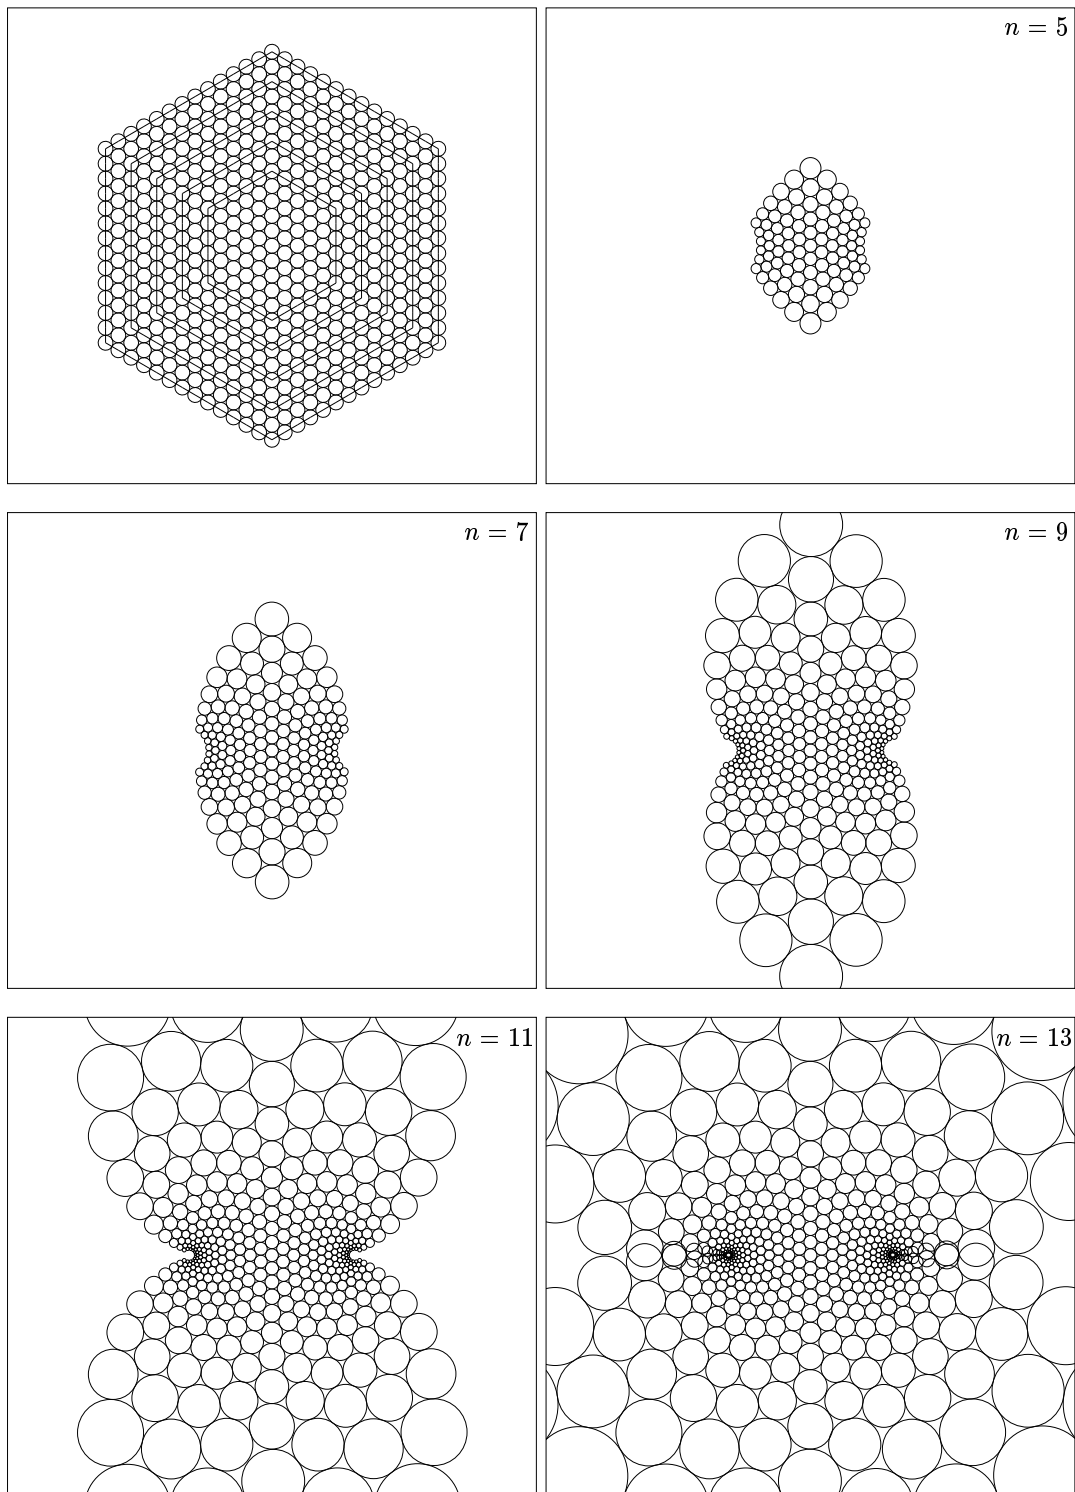 n = 5
n = 7
n = 9
n = 11
n = 13